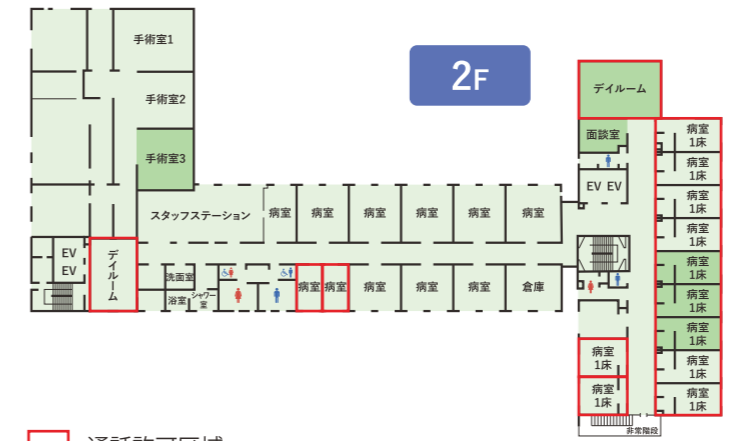 2F
手術室1
手術室2
手術室3
スタッフステーション
病室
病室
病室
病室
病室
病室
EV
EV
デイルーム
洗面室
浴室
シャワー室
病室
病室
病室
病室
病室
倉庫
デイルーム
面談室
EV EV
病室
1床
病室
1床
病室
1床
病室
1床
病室
1床
病室
1床
病室
1床
病室
1床
病室
1床
病室
1床
病室
1床
非常階段
通話許可区域